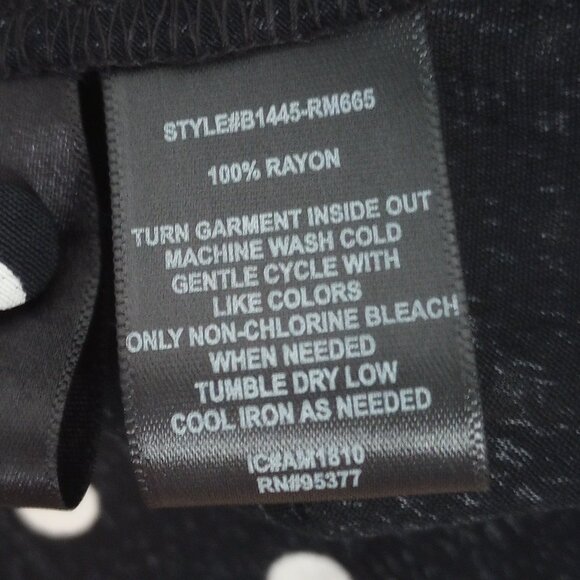 STYLE#B1445-RM665
100% RAYON
TURN GARMENT INSIDE OUT
MACHINE WASH COLD
GENTLE CYCLE WITH
LIKE COLORS
ONLY NON-CHLORINE BLEACH
WHEN NEEDED
TUMBLE DRY LOW
COOL IRON AS NEEDED
IC#AM1810
RN#95377